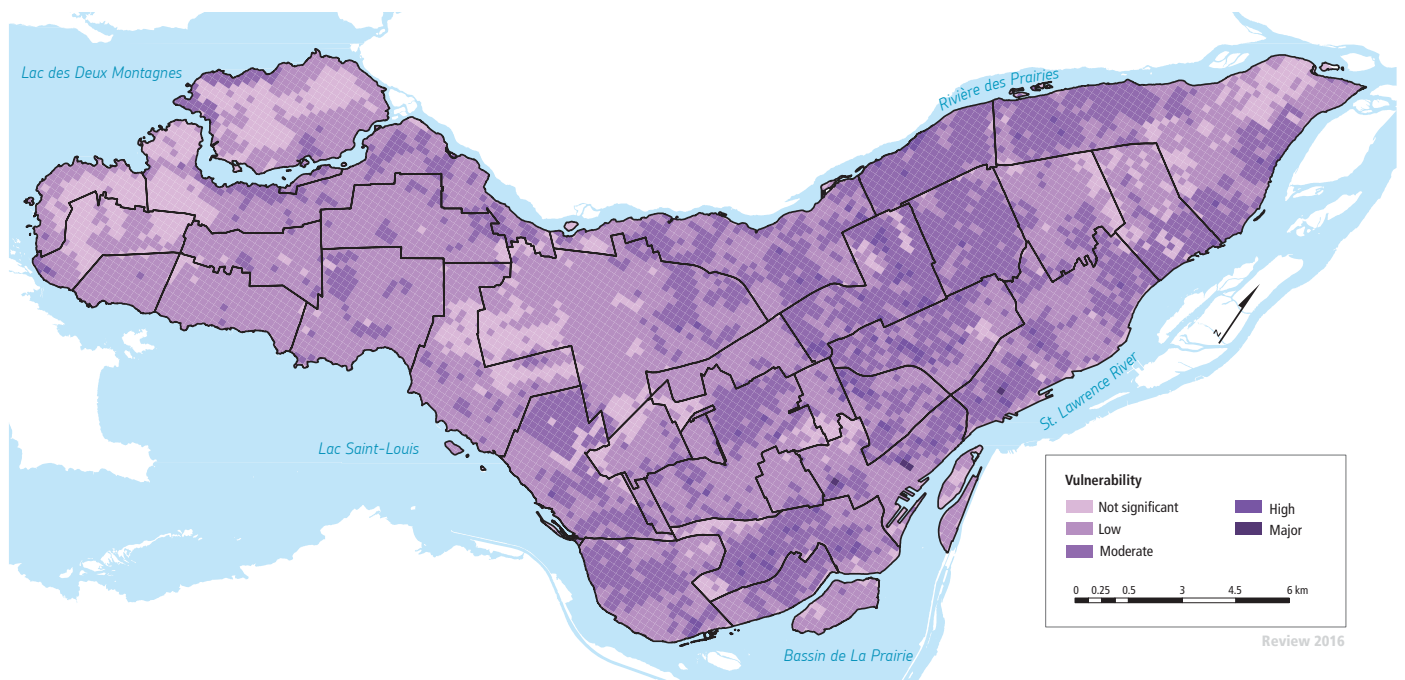 Lac des Deux Montagnes
Rivière des Prairies
N
St. Lawrence River
Lac Saint-Louis
Bassin de La Prairie
Vulnerability
Not significant
Low
Moderate
High
Major
0 0.25 0.5 3 4.5 6 km
Review 2016